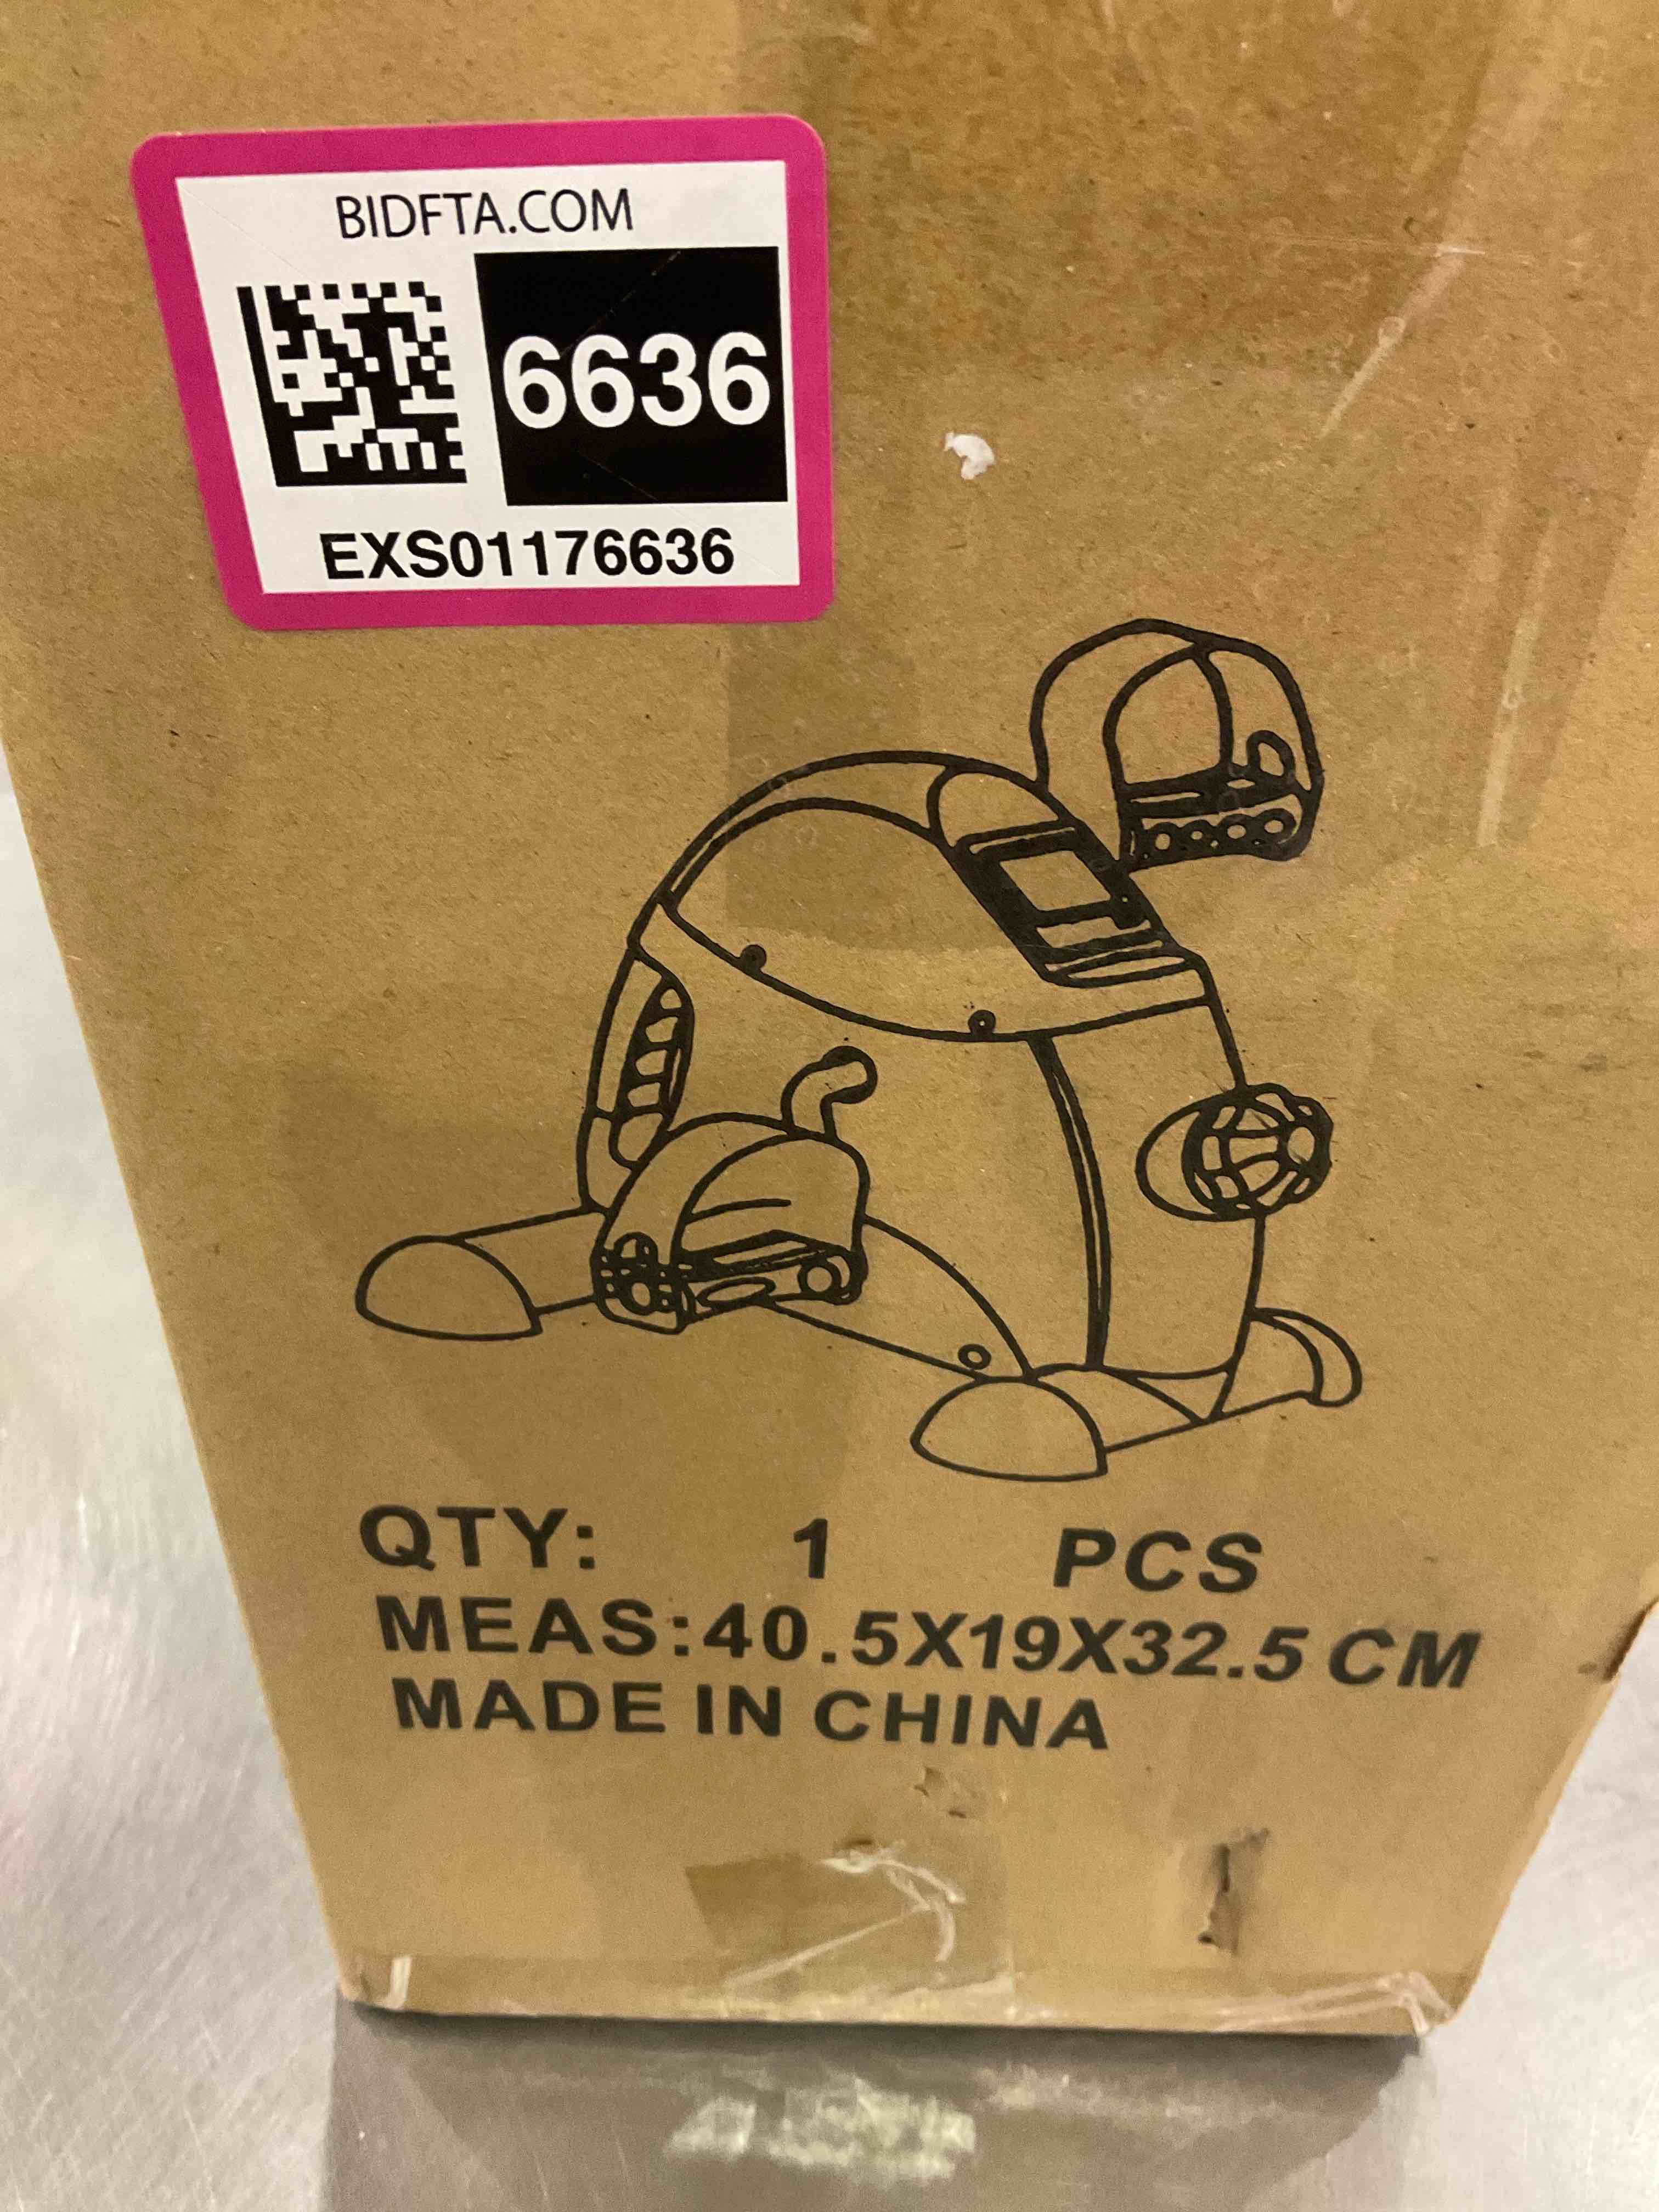 BIDFTA.COM
6636
EXS01176636
QTY: 1 PCS
MEAS:40.5X19X32.5 CM
MADE IN CHINA